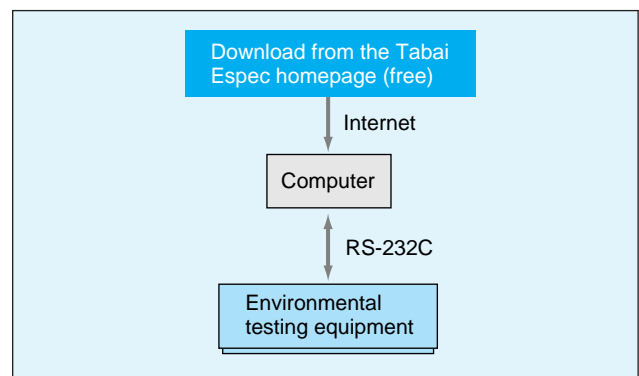 Download from the Tabai
Espec homepage (free)
Internet
Computer
RS-232C
Environmental
testing equipment